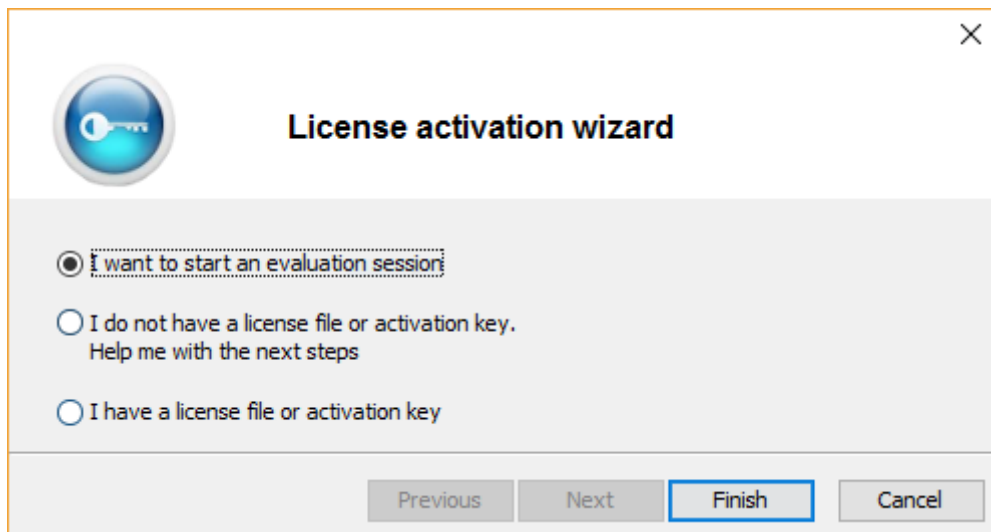 License activation wizard
I want to start an evaluation session
I do not have a license file or activation key.
Help me with the next steps
I have a license file or activation key
Previous Next Finish Cancel